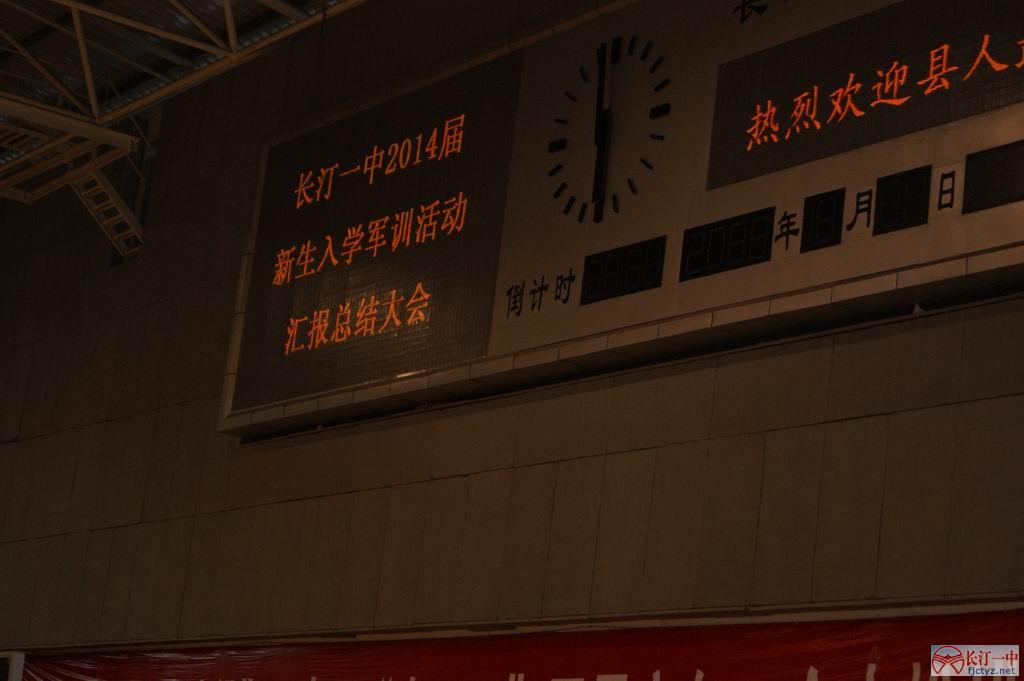 长汀一中2014届
新生入学军训活动
汇报总结大会
热烈欢迎县人
倒计时
年 月 日
长汀一中
fjctyz.net